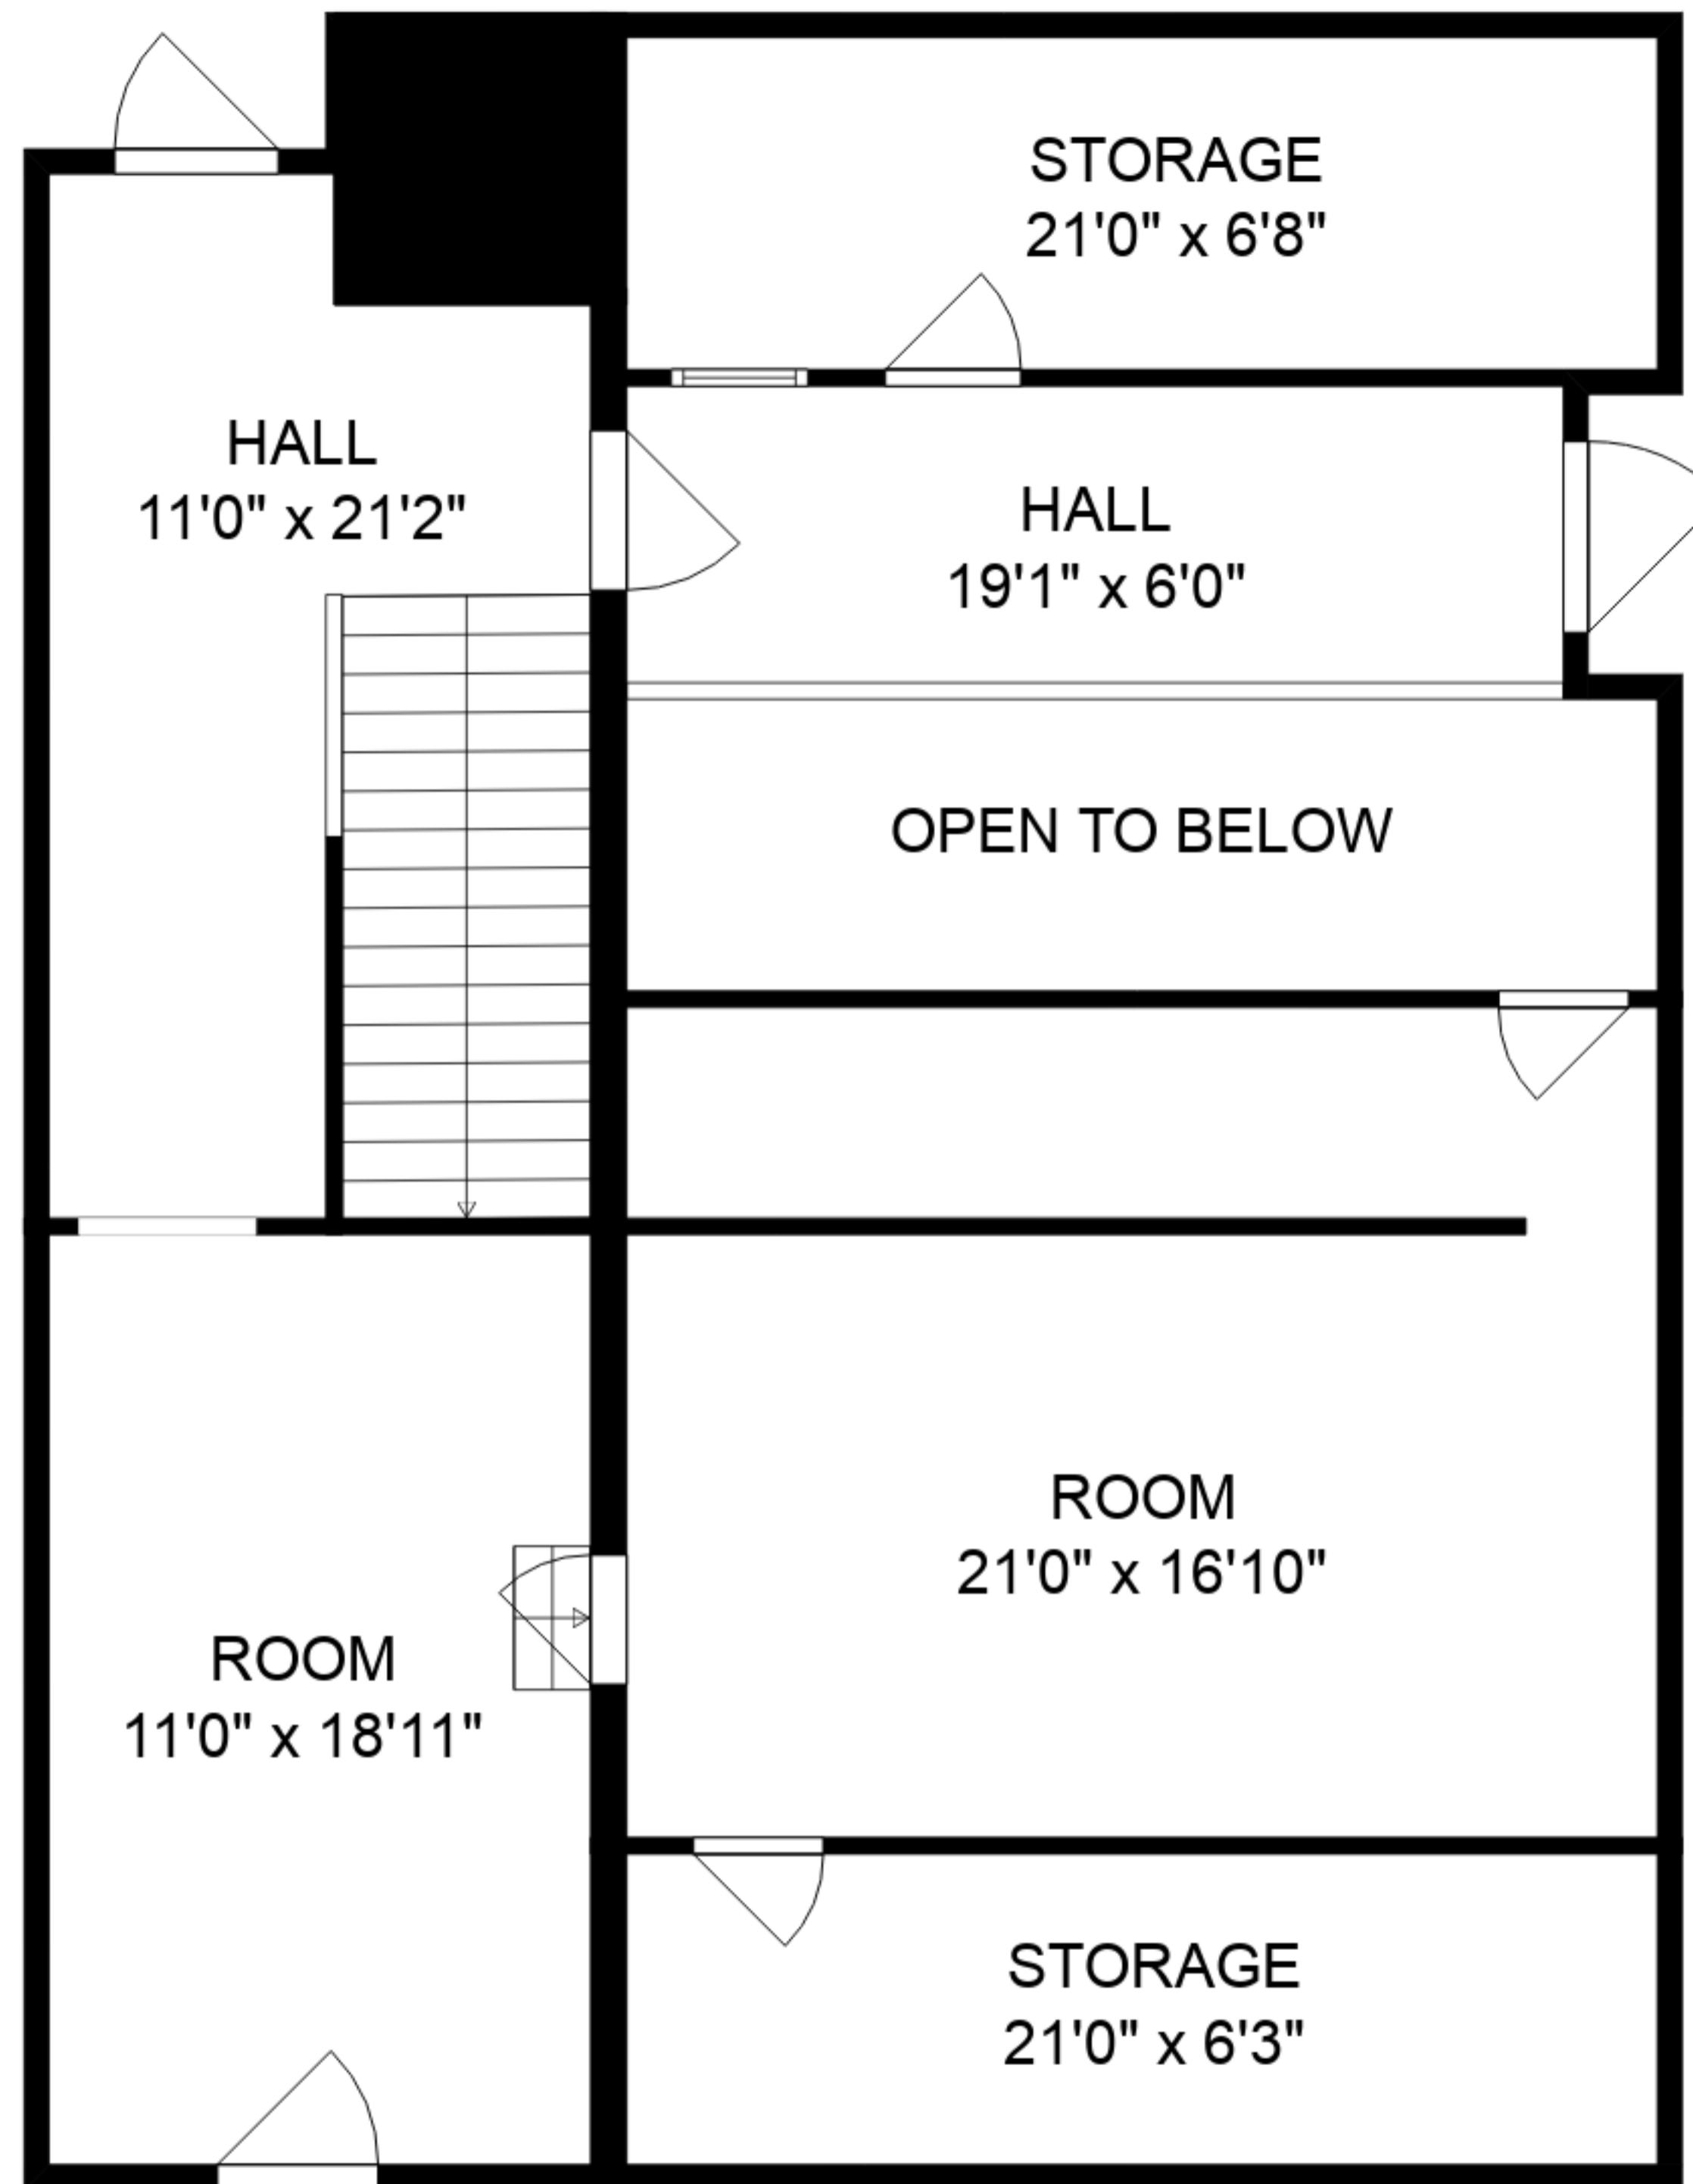 STORAGE
21'0" x 6'8"
HALL
11'0" x 21'2"
HALL
19'1" x 6'0"
OPEN TO BELOW
ROOM
21'0" x 16'10"
ROOM
11'0" x 18'11"
STORAGE
21'0" x 6'3"